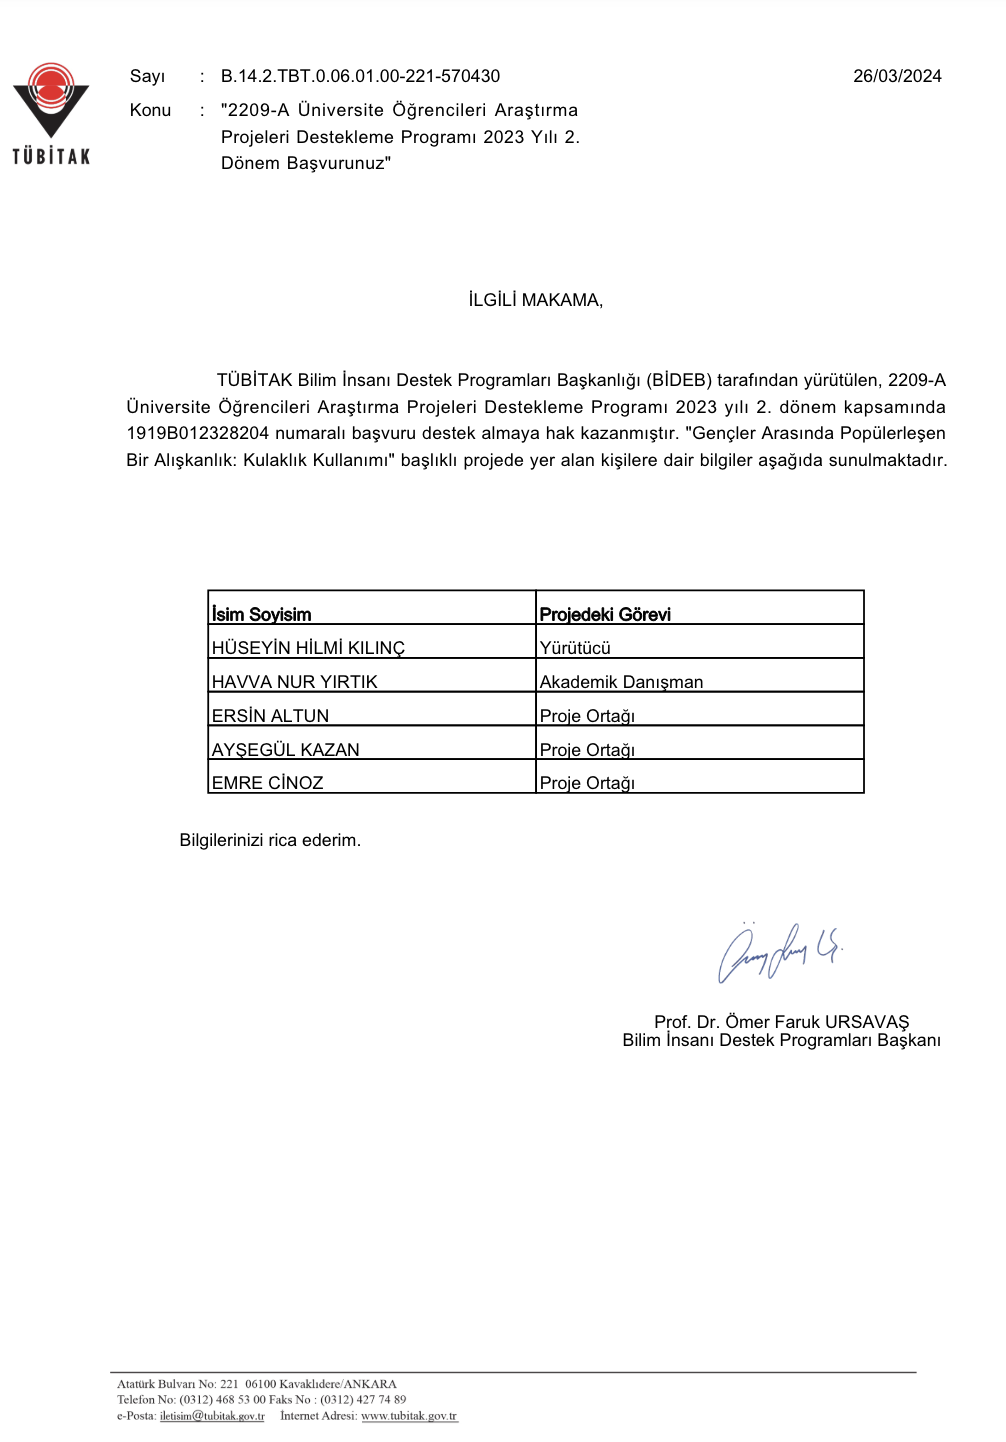 TÜBİTAK
Sayı : B.14.2.TBT.0.06.01.00-221-570430 26/03/2024
Konu : "2209-A Üniversite Öğrencileri Araştırma
Projeleri Destekleme Programı 2023 Yılı 2.
Dönem Başvurunuz"
İLGİLİ MAKAMA,
TÜBİTAK Bilim İnsanı Destek Programları Başkanlığı (BİDEB) tarafından yürütülen, 2209-A
Üniversite Öğrencileri Araştırma Projeleri Destekleme Programı 2023 yılı 2. dönem kapsamında
1919B012328204 numaralı başvuru destek almaya hak kazanmıştır. "Gençler Arasında Popülerleşen
Bir Alışkanlık: Kulaklık Kullanımı" başlıklı projede yer alan kişilere dair bilgiler aşağıda sunulmaktadır.
İsim Soyisim Projedeki Görevi
HÜSEYİN HİLMİ KILINÇ Yürütücü
HAVVA NUR YIRTIK Akademik Danışman
ERSİN ALTUN Proje Ortağı
AYŞEGÜL KAZAN Proje Ortağı
EMRE CİNOZ Proje Ortağı
Bilgilerinizi rica ederim.
Prof. Dr. Ömer Faruk URSAVAŞ
Bilim İnsanı Destek Programları Başkanı
Atatürk Bulvarı No: 221 06100 Kavaklıdere/ANKARA
Telefon No: (0312) 468 53 00 Faks No : (0312) 427 74 89
e-Posta: iletisim@tubitak.gov.tr İnternet Adresi: www.tubitak.gov.tr